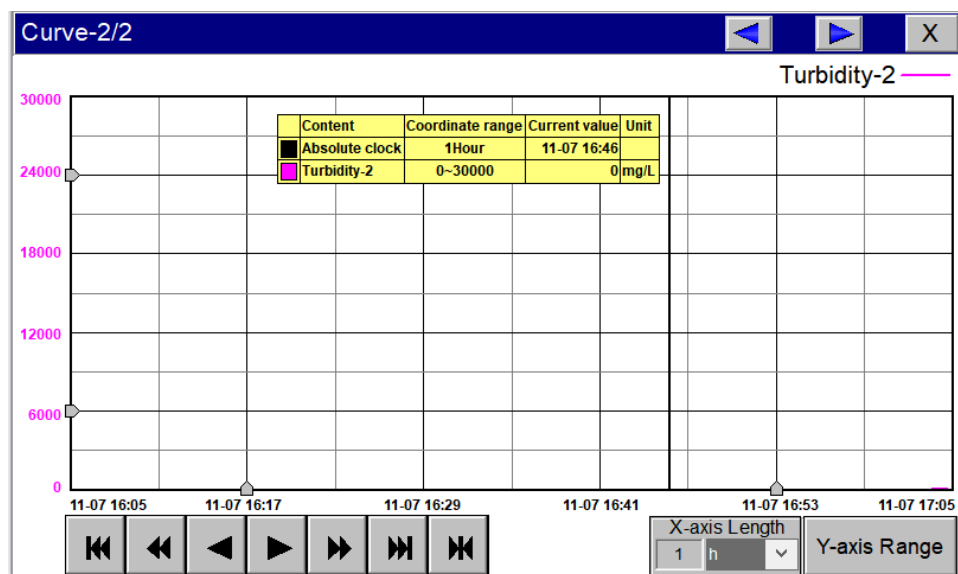 Curve-2/2
X
Turbidity-2
30000
24000
18000
12000
6000
0
Content Coordinate range Current value Unit
Absolute clock 1Hour 11-07 16:46
Turbidity-2 0~30000 0 mg/L
11-07 16:05 11-07 16:17 11-07 16:29 11-07 16:41 11-07 16:53 11-07 17:05
X-axis Length
1 h
Y-axis Range